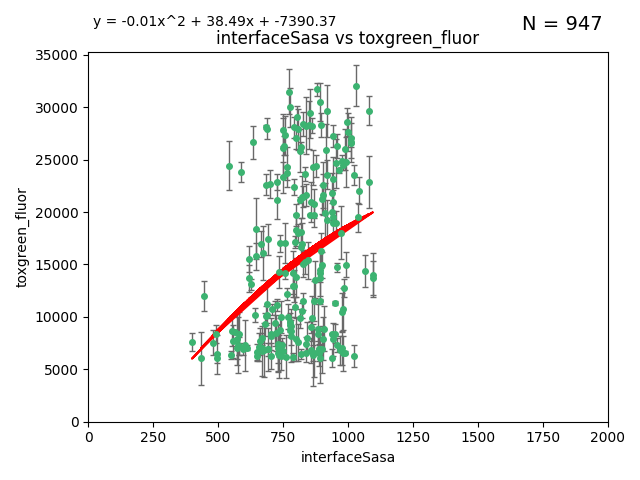 y = -0.01x^2 + 38.49x + -7390.37
N = 947
interfaceSasa vs toxgreen_fluor
35000
30000
25000
20000
15000
10000
5000
0
toxgreen_fluor
0 250 500 750 1000 1250 1500 1750 2000
interfaceSasa